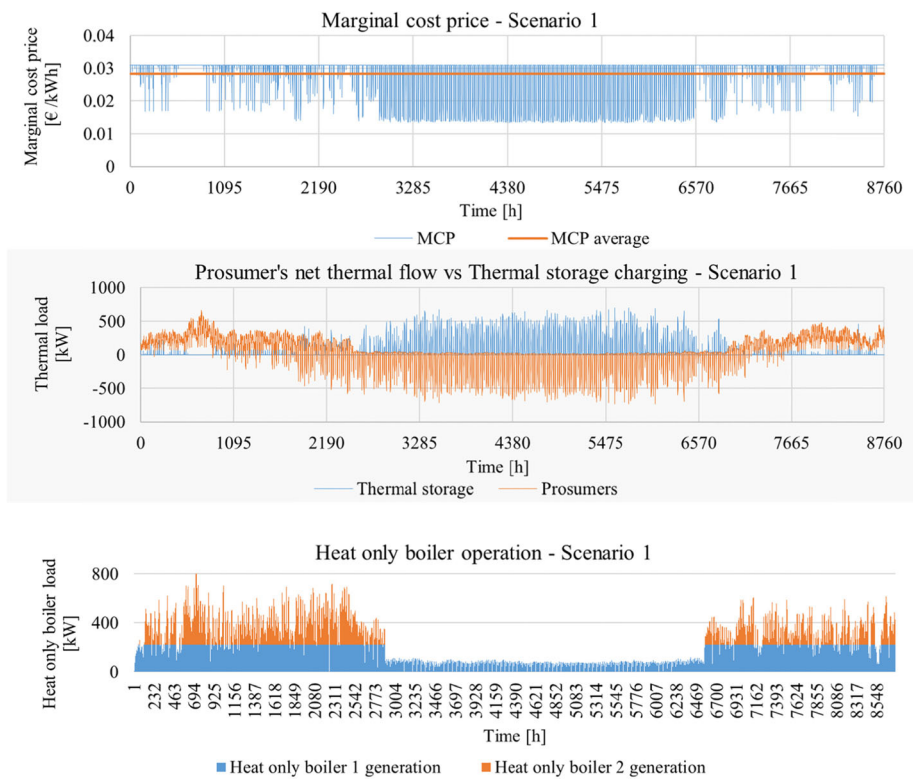 Marginal cost price - Scenario 1
Marginal cost price
[€/kWh]
0.04
0.03
0.02
0.01
0
0 1095 2190 3285 4380 5475 6570 7665 8760
Time [h]
MCP MCP average
Prosumer's net thermal flow vs Thermal storage charging - Scenario 1
Thermal load
[kW]
1000
500
0
-500
-1000
0 1095 2190 3285 4380 5475 6570 7665 8760
Time [h]
Thermal storage Prosumers
Heat only boiler operation - Scenario 1
Heat only boiler load
[kW]
800
400
0
1 232 463 694 925 1156 1387 1618 1849 2080 2311 2542 2773 3004 3235 3466 3697 3928 4159 4390 4621 4852 5083 5314 5545 5776 6007 6238 6469 6700 6931 7162 7393 7624 7855 8086 8317 8548
Time [h]
Heat only boiler 1 generation Heat only boiler 2 generation